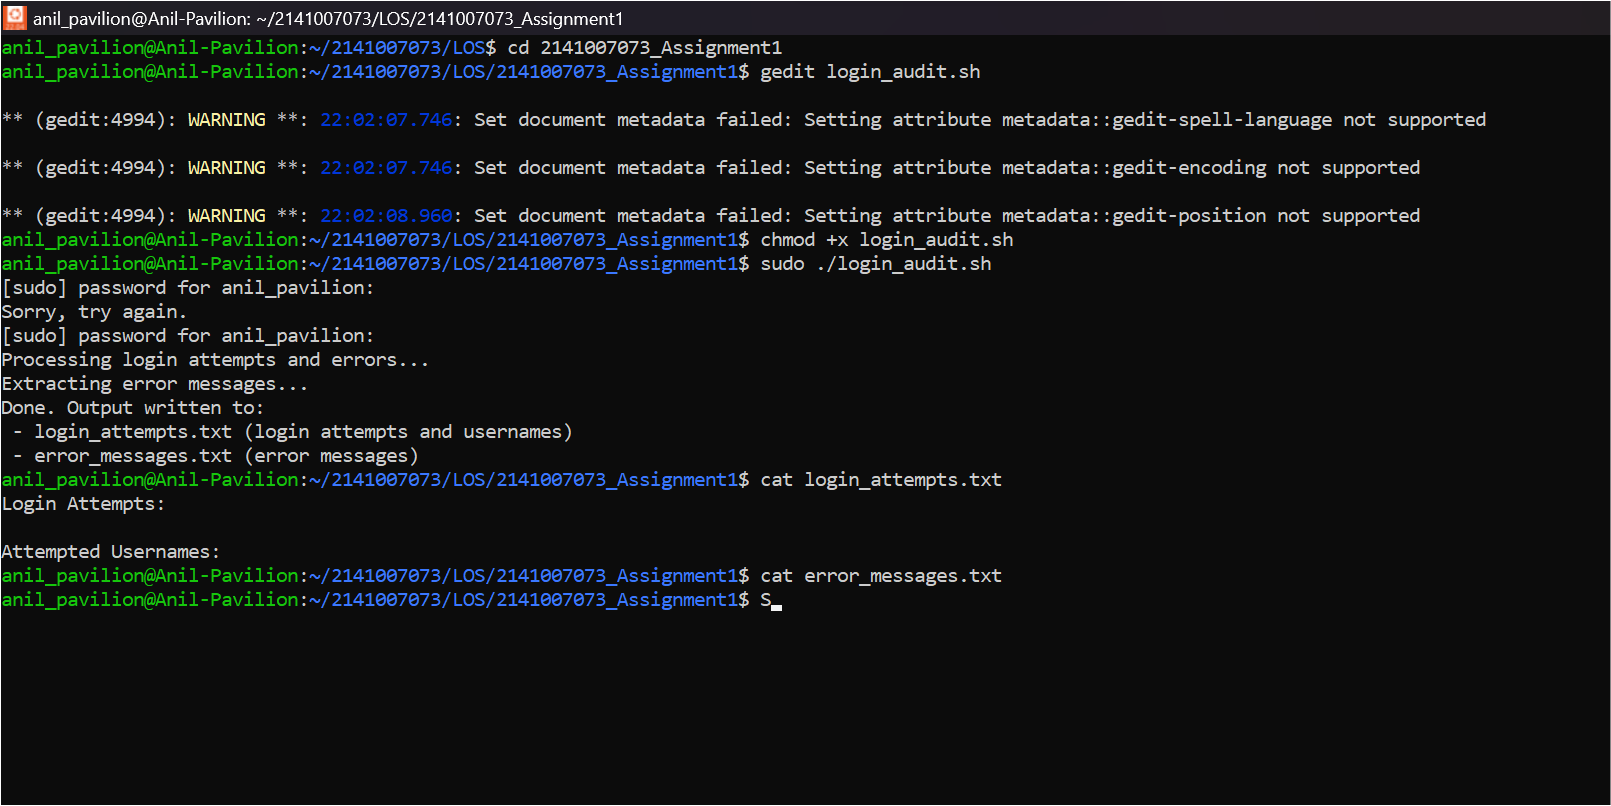 anil_pavilion@Anil-Pavilion: ~/2141007073/LOS/2141007073_Assignment1
anil_pavilion@Anil-Pavilion:~/2141007073/LOS$ cd 2141007073_Assignment1
anil_pavilion@Anil-Pavilion:~/2141007073/LOS/2141007073_Assignment1$ gedit login_audit.sh
** (gedit:4994): WARNING **: 22:02:07.746: Set document metadata failed: Setting attribute metadata::gedit-spell-language not supported
** (gedit:4994): WARNING **: 22:02:07.746: Set document metadata failed: Setting attribute metadata::gedit-encoding not supported
** (gedit:4994): WARNING **: 22:02:08.960: Set document metadata failed: Setting attribute metadata::gedit-position not supported
anil_pavilion@Anil-Pavilion:~/2141007073/LOS/2141007073_Assignment1$ chmod +x login_audit.sh
anil_pavilion@Anil-Pavilion:~/2141007073/LOS/2141007073_Assignment1$ sudo ./login_audit.sh
[sudo] password for anil_pavilion:
Sorry, try again.
[sudo] password for anil_pavilion:
Processing login attempts and errors...
Extracting error messages...
Done. Output written to:
 - login_attempts.txt (login attempts and usernames)
 - error_messages.txt (error messages)
anil_pavilion@Anil-Pavilion:~/2141007073/LOS/2141007073_Assignment1$ cat login_attempts.txt
Login Attempts:
Attempted Usernames:
anil_pavilion@Anil-Pavilion:~/2141007073/LOS/2141007073_Assignment1$ cat error_messages.txt
anil_pavilion@Anil-Pavilion:~/2141007073/LOS/2141007073_Assignment1$ S